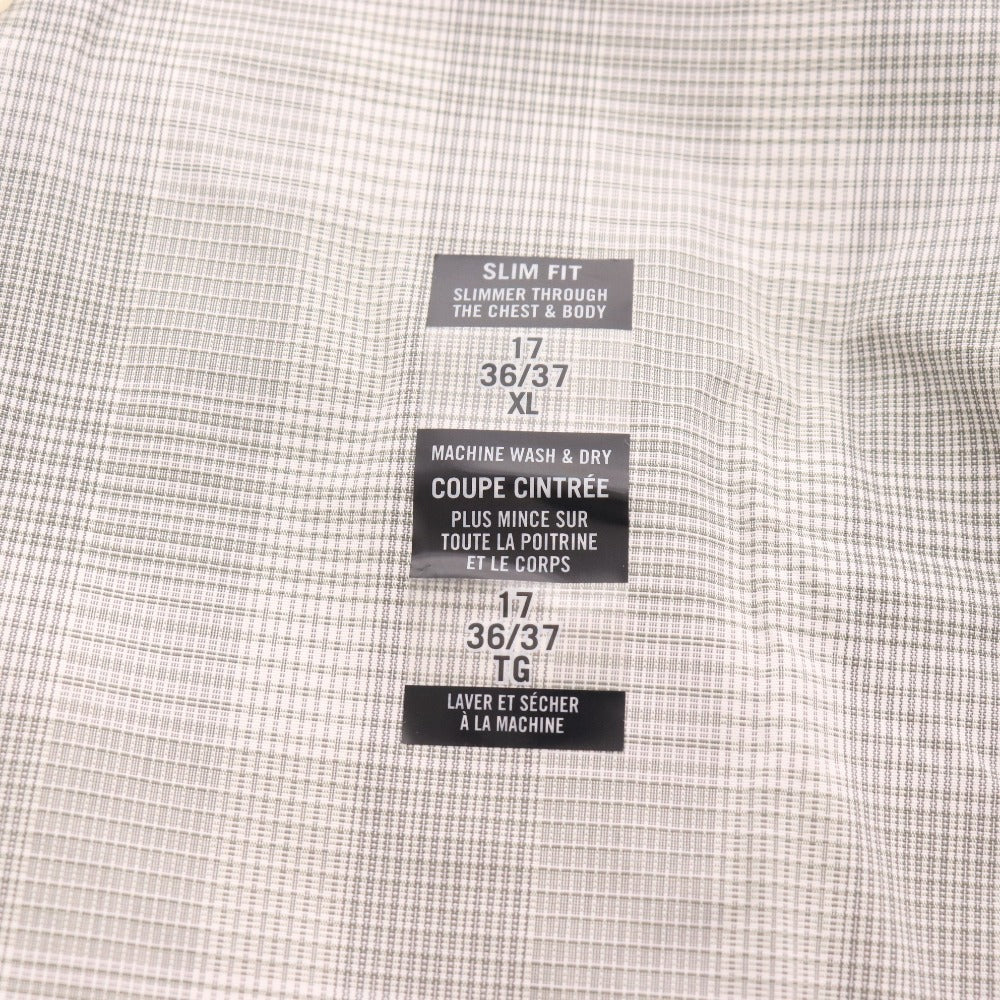 SLIM FIT
SLIMMER THROUGH
THE CHEST & BODY
17
36/37
XL
MACHINE WASH & DRY
COUPE CINTRÉE
PLUS MINCE SUR
TOUTE LA POITRINE
ET LE CORPS
17
36/37
TG
LAVER ET SÉCHER
À LA MACHINE